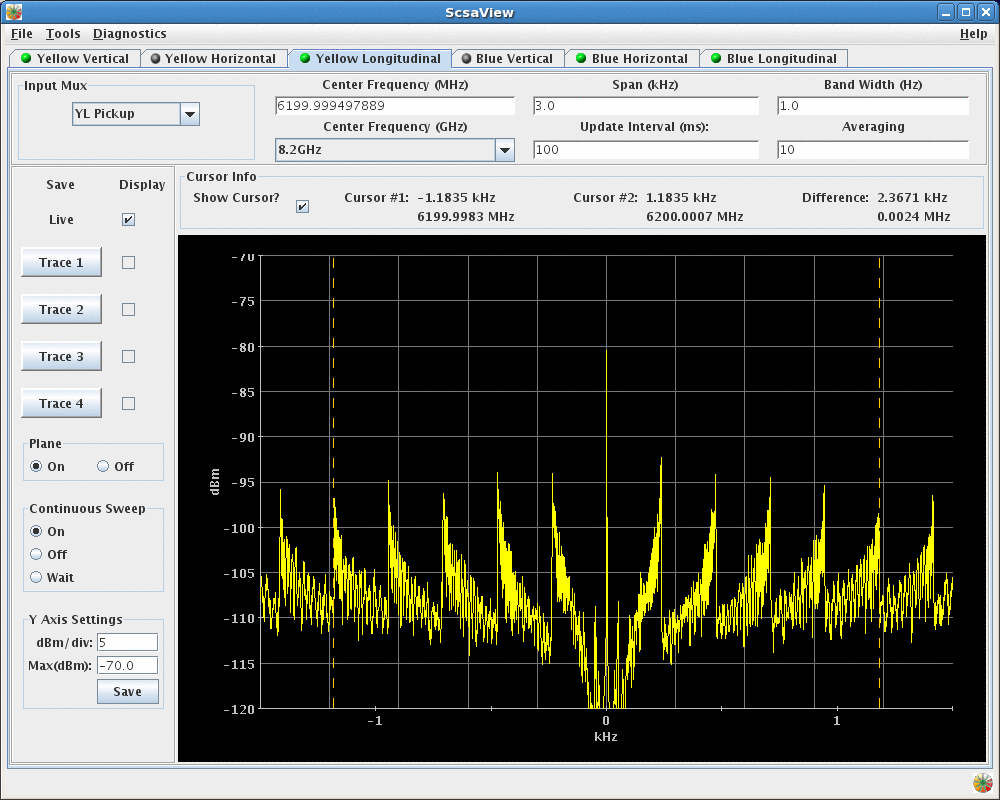 ScsaView
File Tools Diagnostics Help
Yellow Vertical Yellow Horizontal Yellow Longitudinal Blue Vertical Blue Horizontal Blue Longitudinal
Input Mux
YL Pickup
Center Frequency (MHz) Span (kHz) Band Width (Hz)
6199.999497889 3.0 1.0
Center Frequency (GHz) Update Interval (ms): Averaging
8.2GHz 100 10
Save Display
Live
Trace 1
Trace 2
Trace 3
Trace 4
Plane
On Off
Continuous Sweep
On
Off
Wait
Y Axis Settings
dBm/div: 5
Max(dBm): -70.0
Save
Cursor Info
Show Cursor? Cursor #1: -1.1835 kHz Cursor #2: 1.1835 kHz Difference: 2.3671 kHz
6199.9983 MHz 6200.0007 MHz 0.0024 MHz
-70
-75
-80
-85
-90
-95
-100
-105
-110
-115
-120
dBm
-1 0 1
kHz